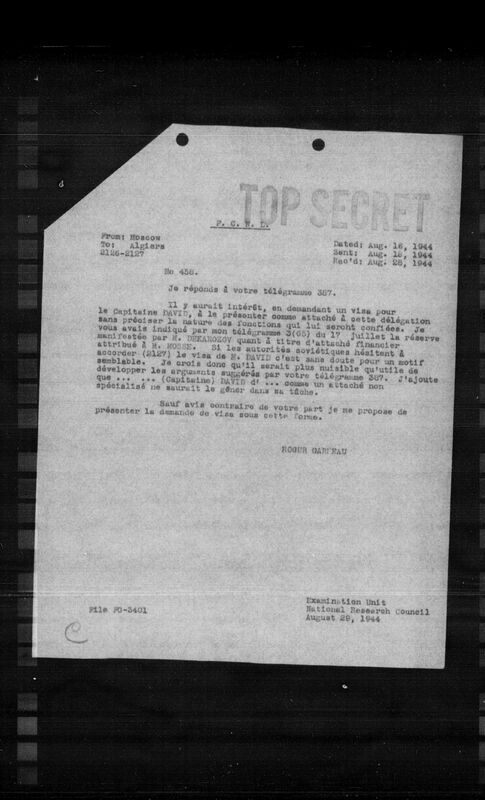 TOP SECRET
F. C. N. D.
From: Moscow
To: Algiers
2126-2127
Dated: Aug. 18, 1944
Sent: Aug. 18, 1944
Rec'd: Aug. 28, 1944
No 458.
Je réponds à votre télégramme 387.
Il y aurait intérêt, en demandant un visa pour
le Capitaine DAVID, à le présenter comme attaché à cette délégation
sans préciser la nature des fonctions qui lui seront confiées. Je
vous avais indiqué par mon télégramme du 17 juillet la réserve
manifestée par M. DEKANOZOV quant à titre d'attaché financier
attribué à M. MOSSE. Si les autorités soviétiques hésitent à
accorder (2127) le visa de M. DAVID c'est sans doute pour un motif
semblable. Je crois donc qu'il serait plus nuisible qu'utile de
développer les arguments suggérés par votre télégramme 387. J'ajoute
que ... ... (Capitaine) DAVID d' ... comme un attaché non
spécialisé ne saurait le gêner dans sa tâche.
Sauf avis contraire de votre part je me propose de
présenter la demande de visa sous cette forme.
ROGER GARREAU
File FO-3401
Examination Unit
National Research Council
August 29, 1944
C